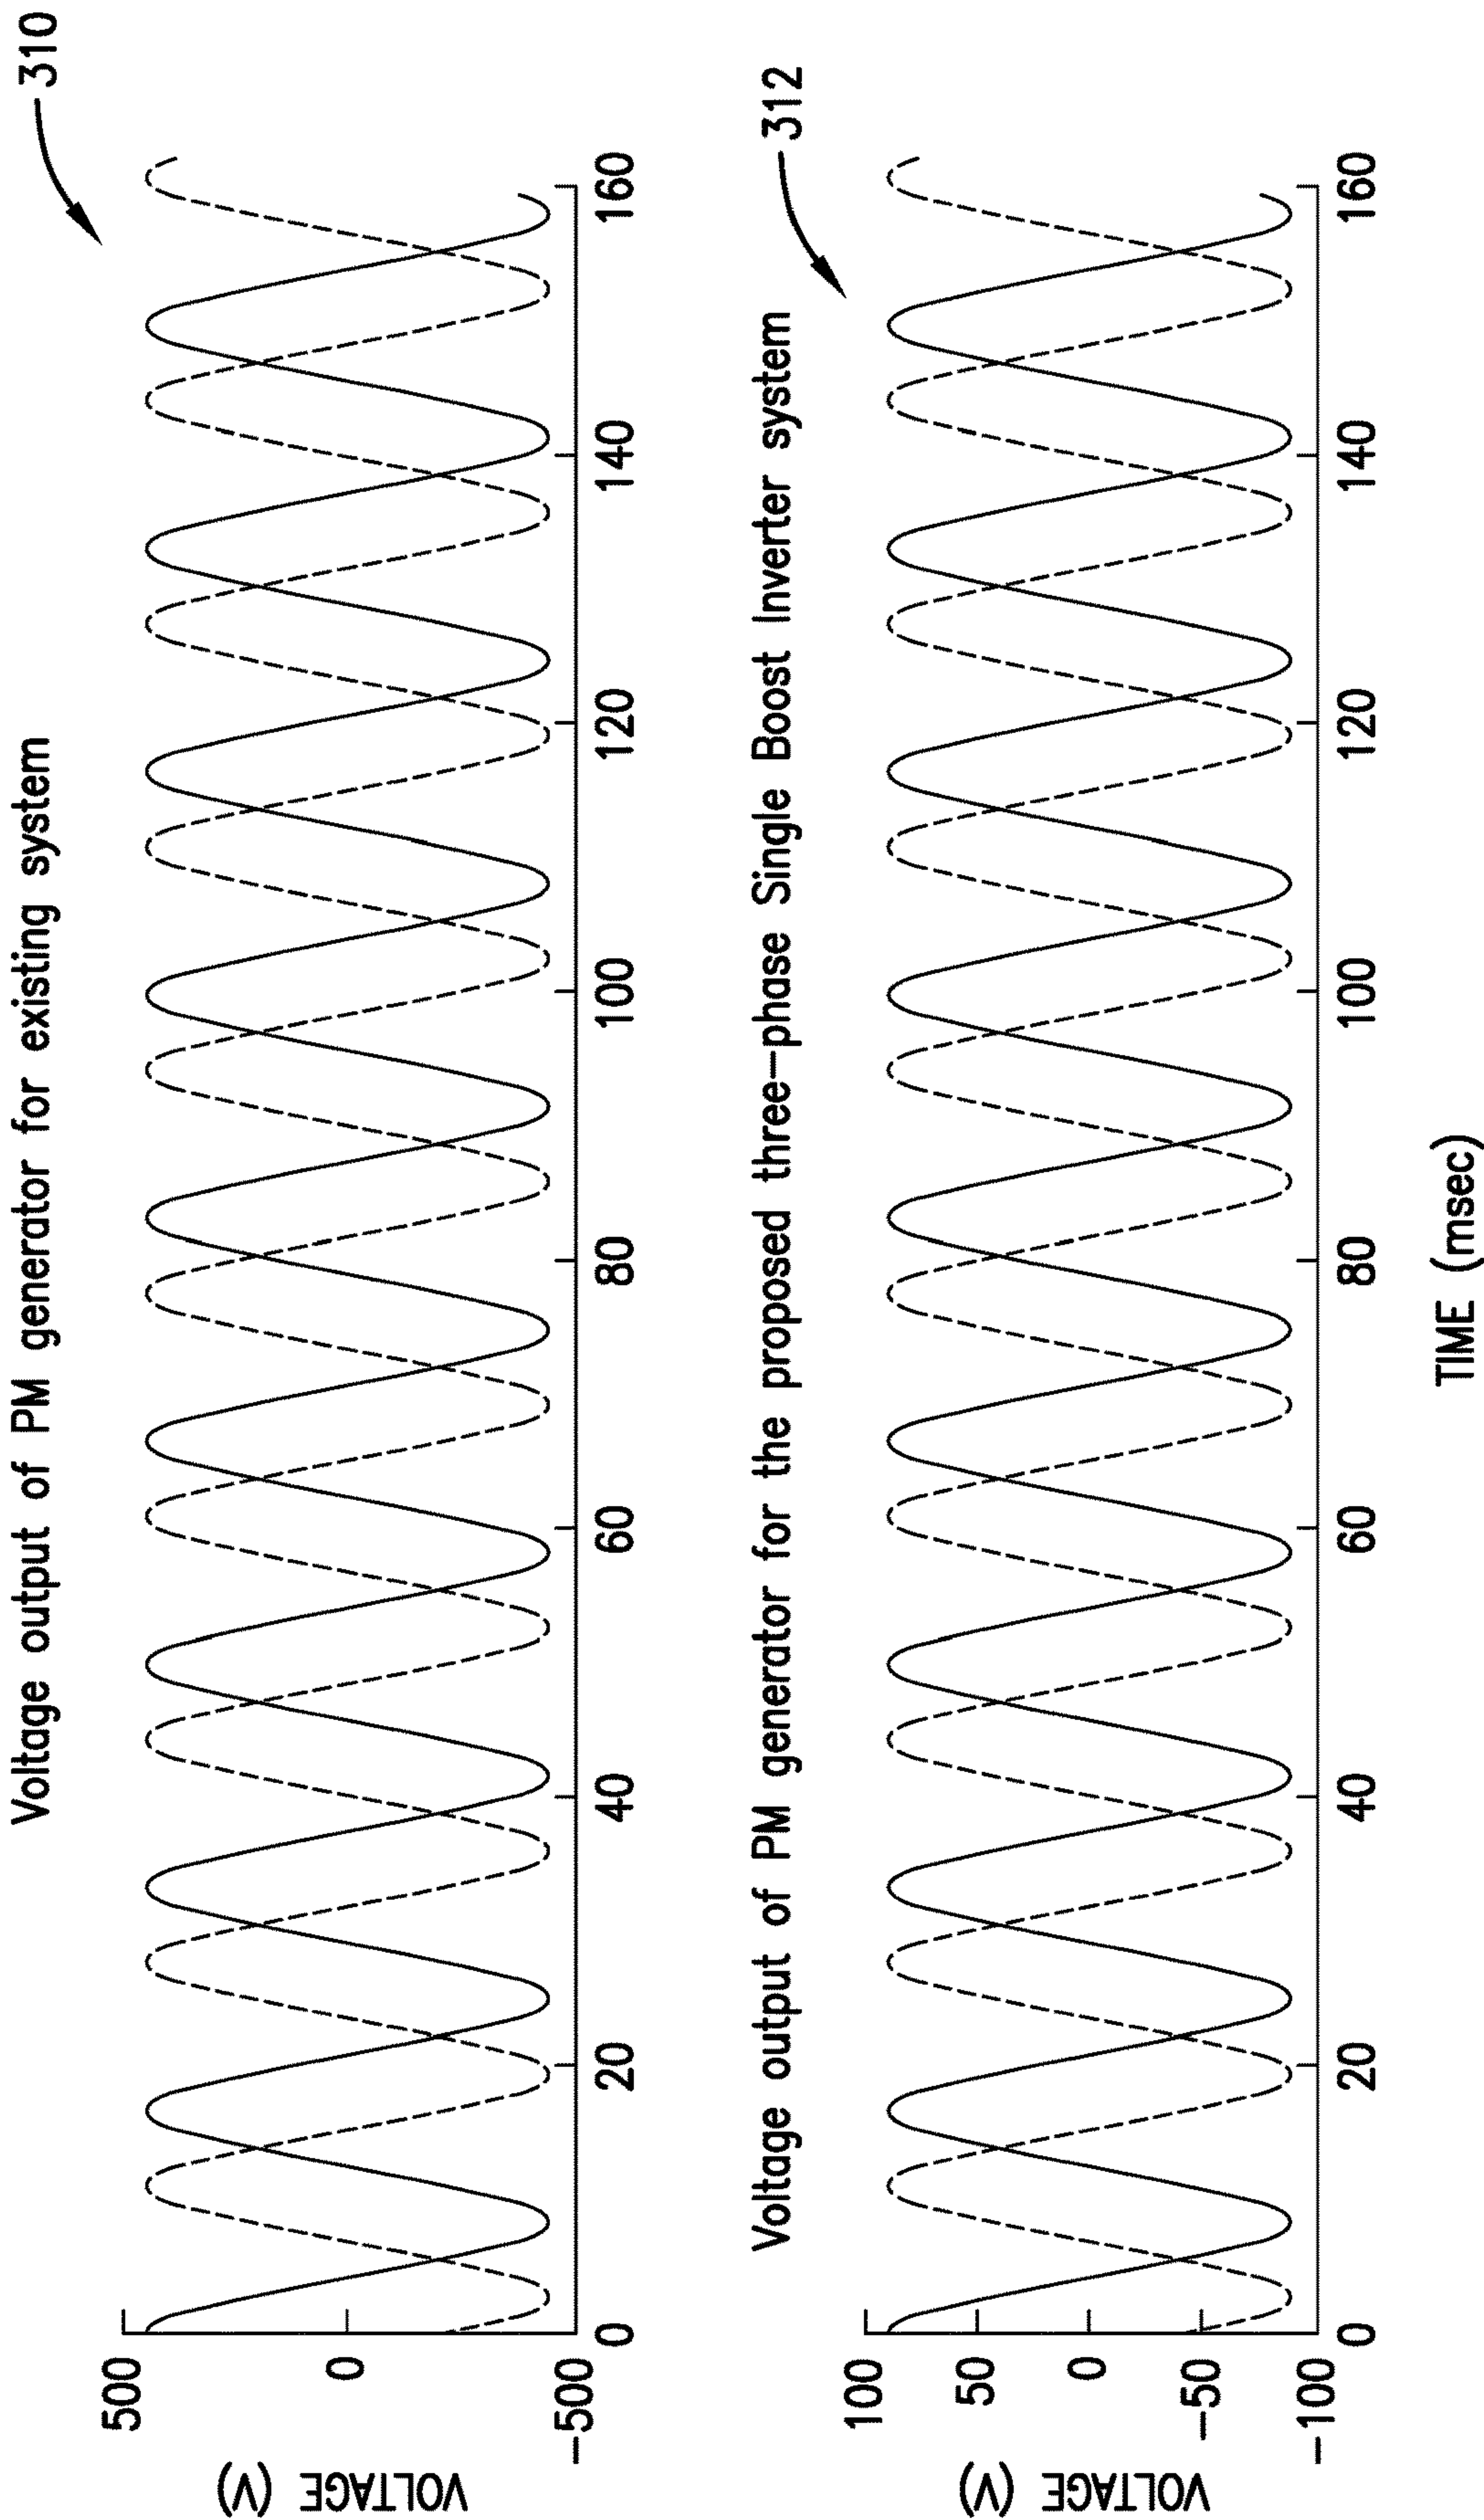 Voltage output of PM generator for existing system
310
VOLTAGE (V)
500
0
-500
0 20 40 60 80 100 120 140 160
Voltage output of PM generator for the proposed three-phase Single Boost Inverter system
312
VOLTAGE (V)
100
50
0
-50
-100
0 20 40 60 80 100 120 140 160
TIME (msec)